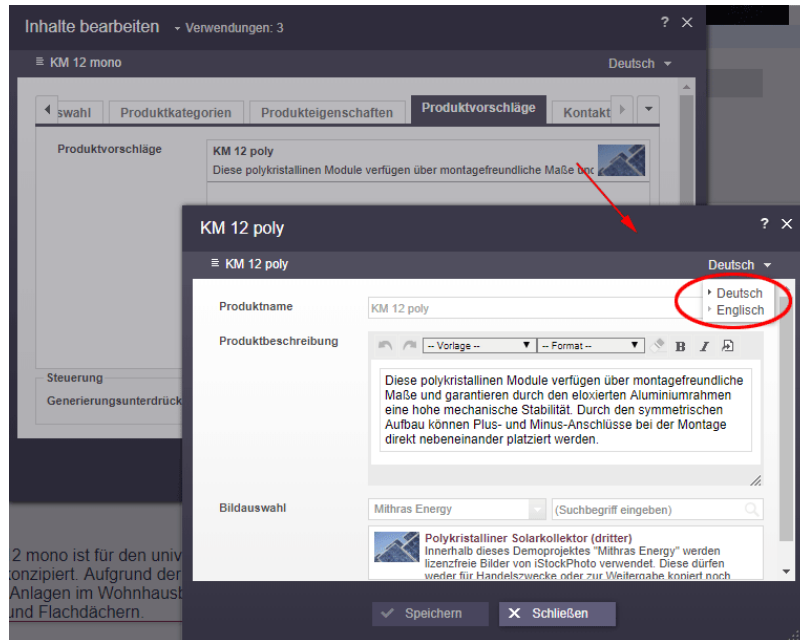 Inhalte bearbeiten Verwendungen: 3 ?
KM 12 mono Deutsch
swahl Produktkategorien Produkteigenschaften Produktvorschläge Kontakt
Produktvorschläge KM 12 poly
Diese polykristallinen Module verfügen über montagefreundliche Maße und
KM 12 poly ?
KM 12 poly Deutsch
Deutsch
Englisch
Produktname KM 12 poly
Produktbeschreibung -- Vorlage -- -- Format -- B I
Diese polykristallinen Module verfügen über montagefreundliche
Maße und garantieren durch den eloxierten Aluminiumrahmen
eine hohe mechanische Stabilität. Durch den symmetrischen
Aufbau können Plus- und Minus-Anschlüsse bei der Montage
direkt nebeneinander platziert werden.
Steuerung
Generierungsunterdrück
Bildauswahl Mithras Energy (Suchbegriff eingeben)
Polykristalliner Solarkollektor (dritter)
Innerhalb dieses Demoprojektes "Mithras Energy" werden
lizenzfreie Bilder von iStockPhoto verwendet. Diese dürfen
weder für Handelszwecke oder zur Weitergabe kopiert noch
Speichern Schließen
2 mono ist für den univ
konzipiert. Aufgrund der
Anlagen im Wohnhausb
und Flachdächern.